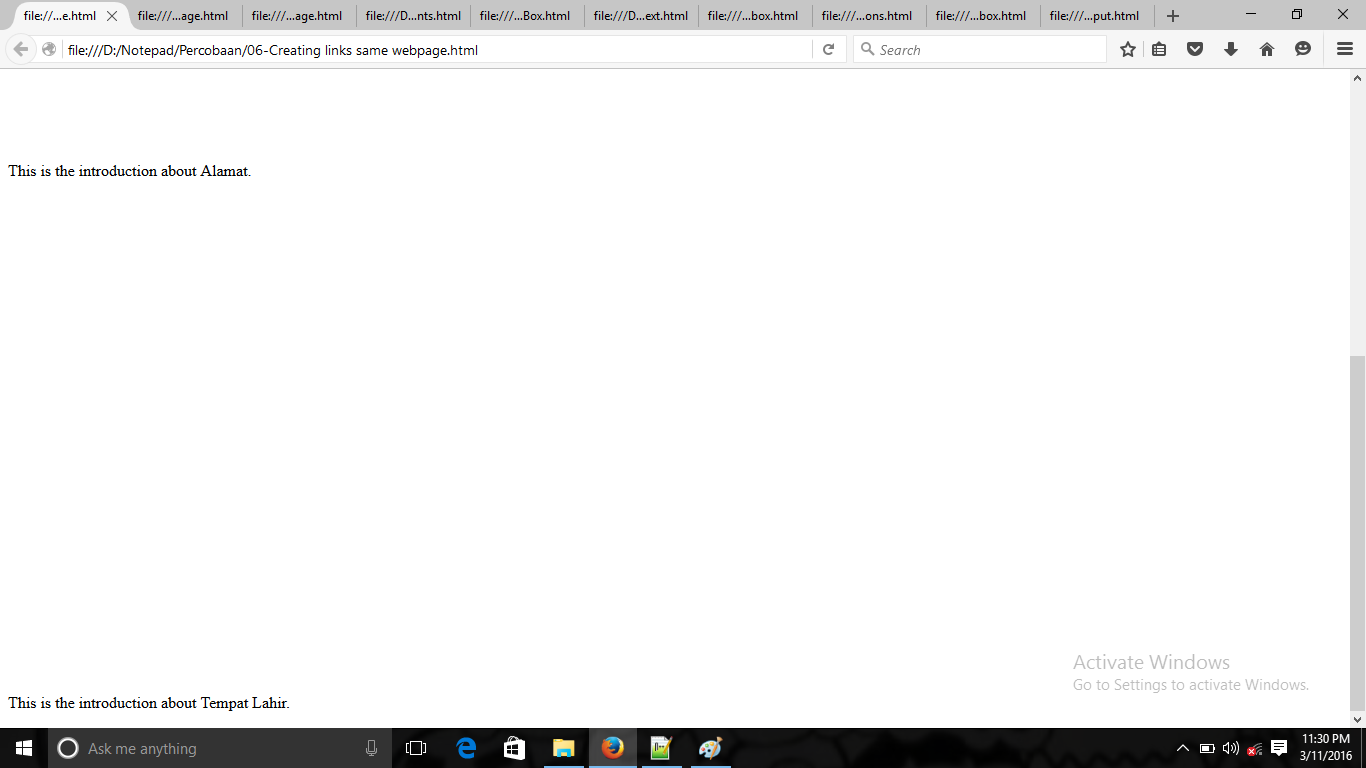 file://...e.html
file:///...age.html
file:///...age.html
file:///D...nts.html
file:///...Box.html
file:///D...ext.html
file:///...box.html
file:///...ons.html
file:///...box.html
file:///...put.html
file:///D:/Notepad/Percobaan/06-Creating links same webpage.html
Search
This is the introduction about Alamat.
Activate Windows
Go to Settings to activate Windows.
This is the introduction about Tempat Lahir.
Ask me anything
11:30 PM
3/11/2016